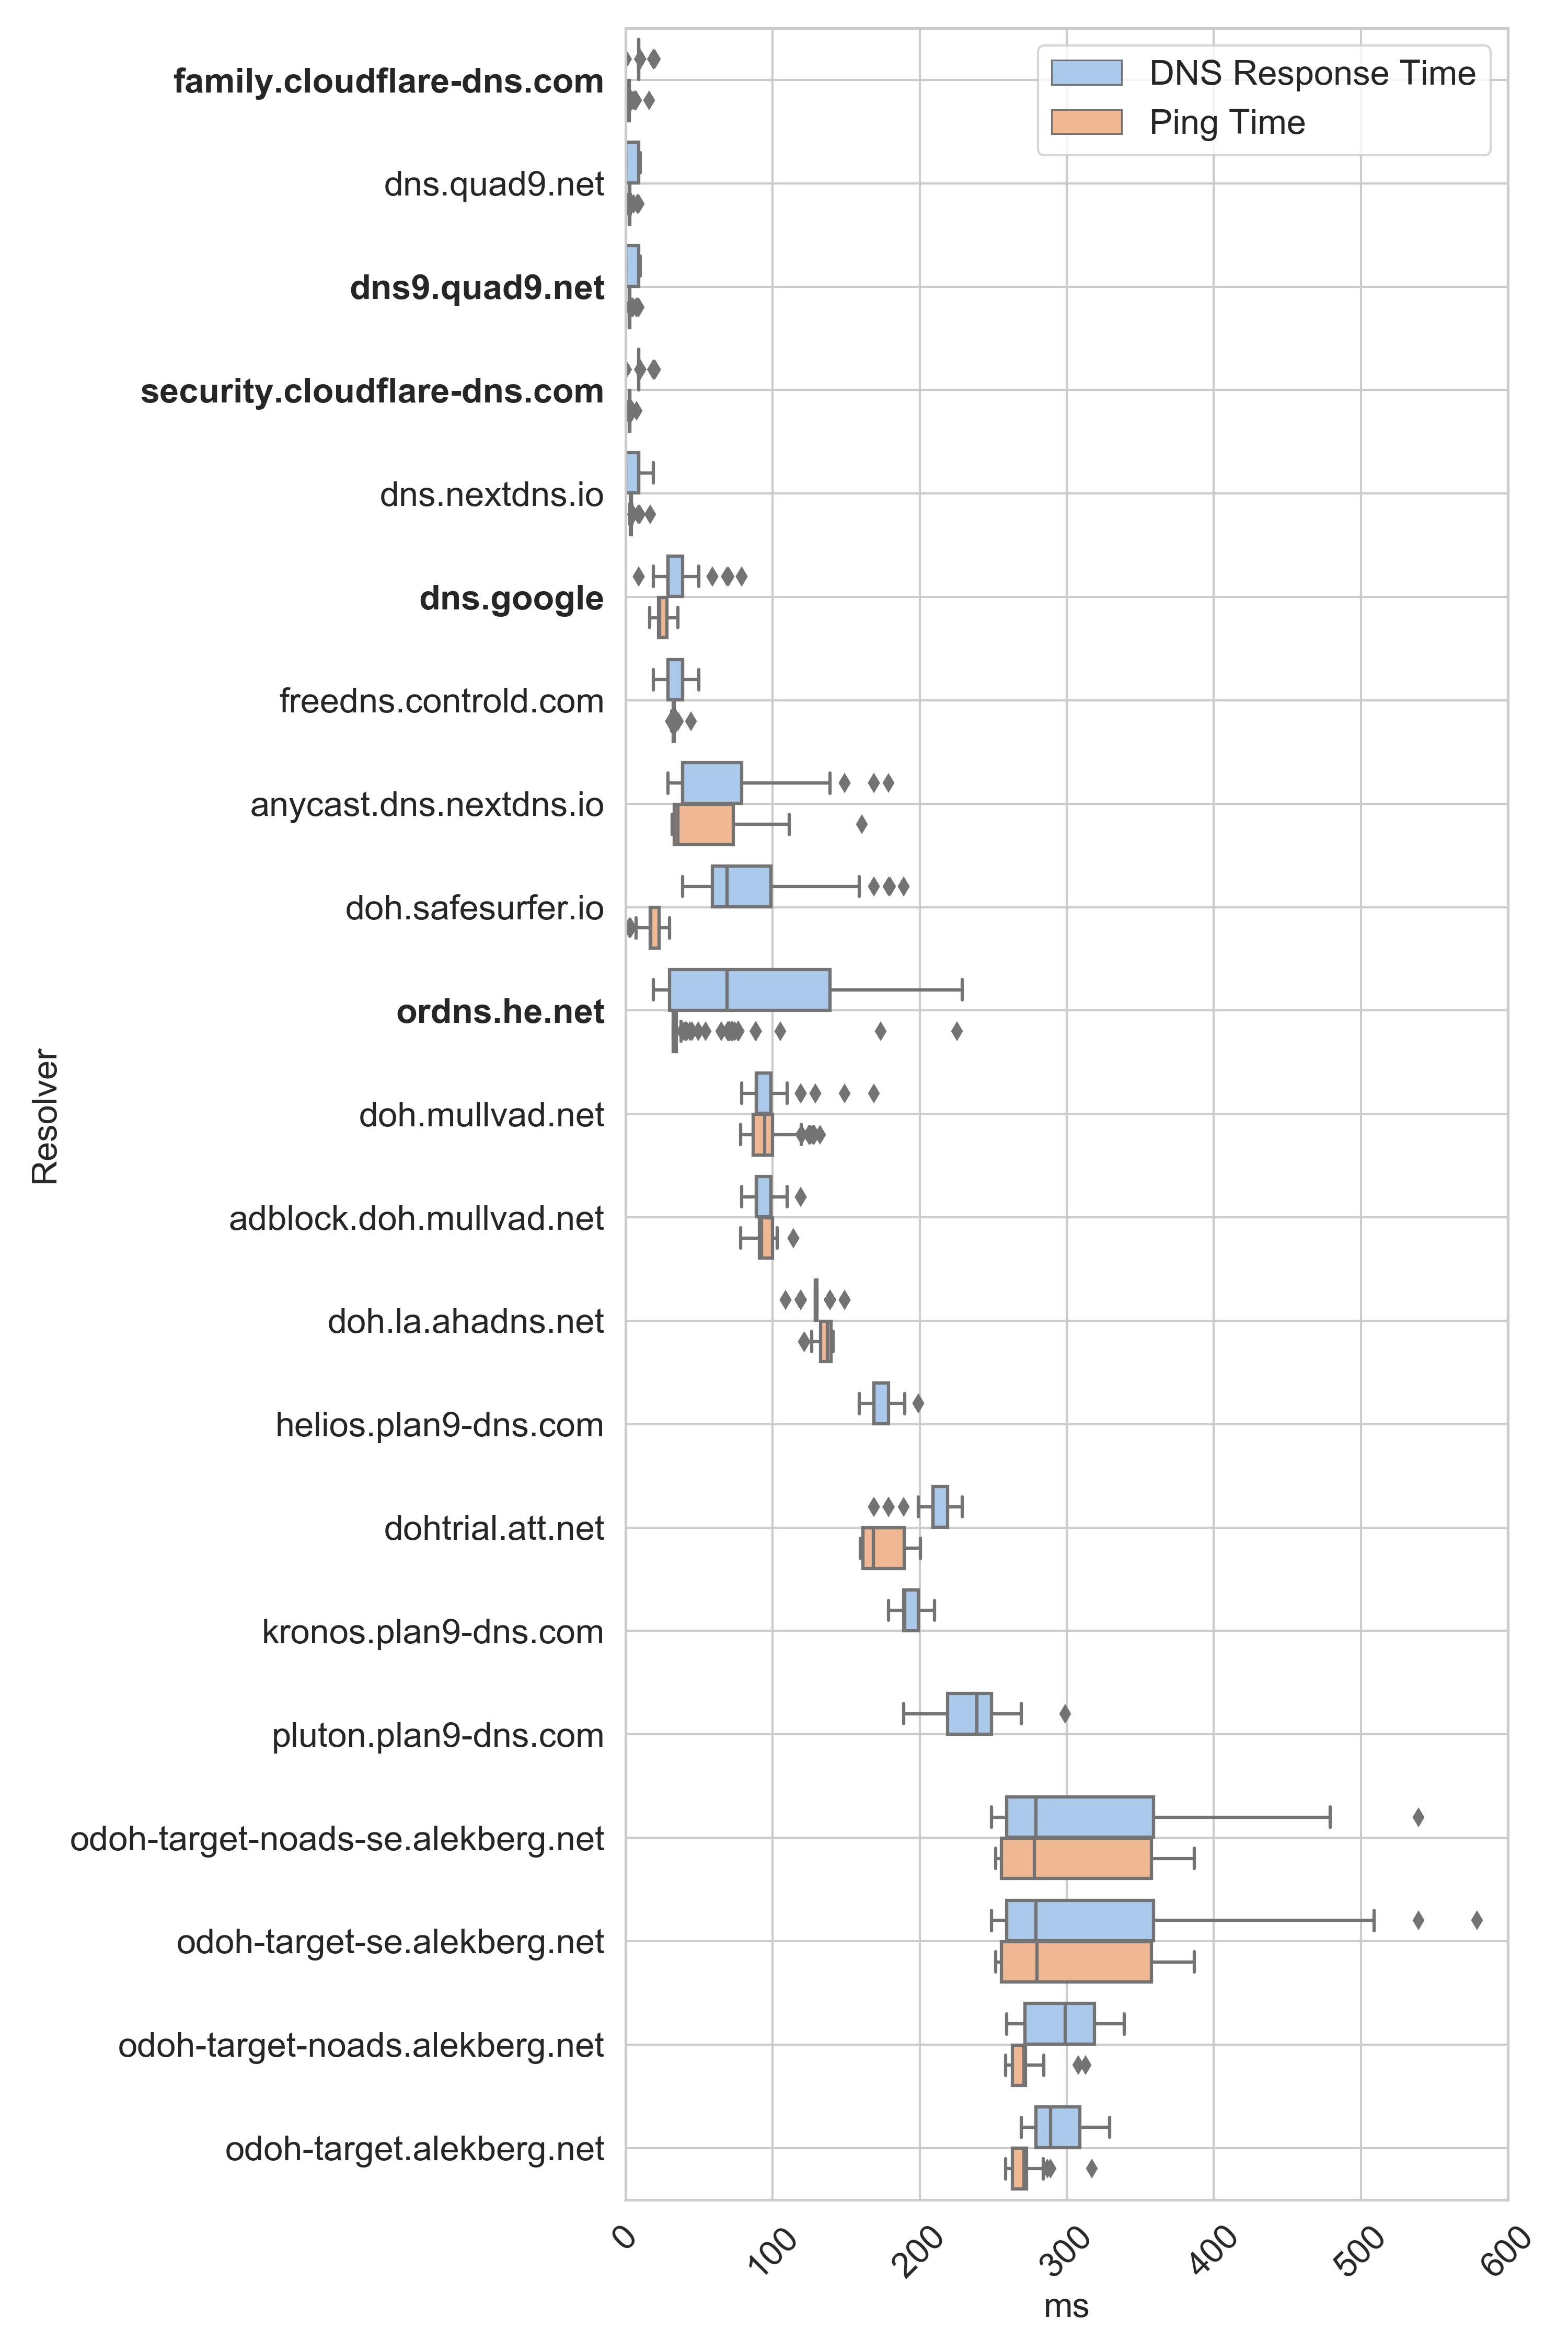 DNS Response Time
Ping Time
family.cloudflare-dns.com
dns.quad9.net
dns9.quad9.net
security.cloudflare-dns.com
dns.nextdns.io
dns.google
freedns.controld.com
anycast.dns.nextdns.io
doh.safesurfer.io
ordns.he.net
doh.mullvad.net
adblock.doh.mullvad.net
doh.la.ahadns.net
helios.plan9-dns.com
dohtrial.att.net
kronos.plan9-dns.com
pluton.plan9-dns.com
odoh-target-noads-se.alekberg.net
odoh-target-se.alekberg.net
odoh-target-noads.alekberg.net
odoh-target.alekberg.net
Resolver
0 100 200 300 400 500 600
ms